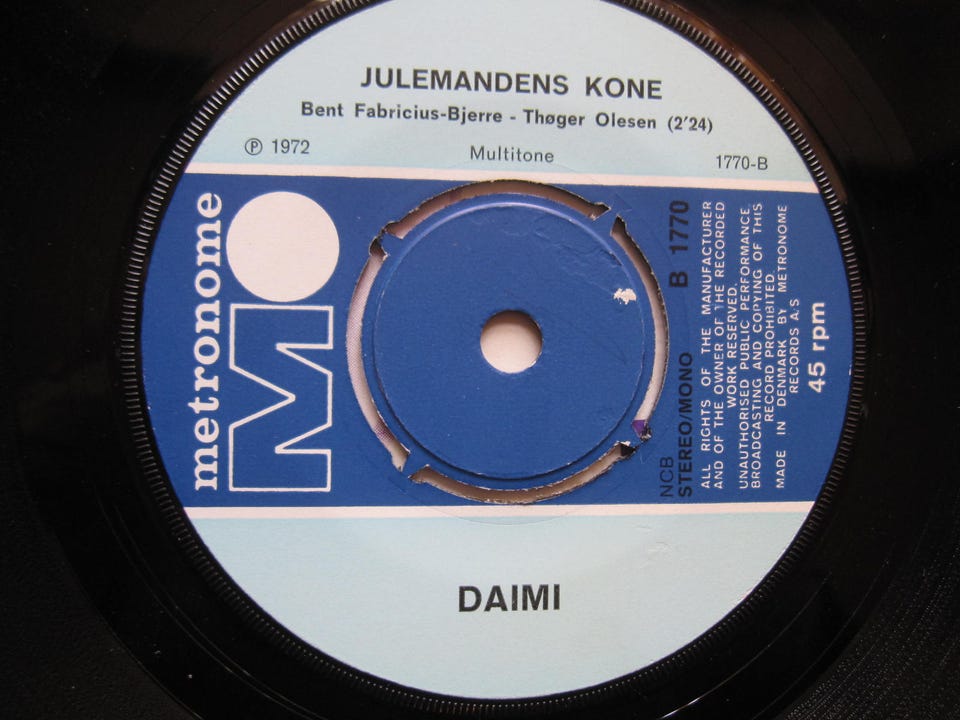 JULEMANDENS KONE
Bent Fabricius-Bjerre - Thøger Olesen (2'24)
℗ 1972
Multitone
1770-B
metronome
M
NCB
STEREO/MONO B 1770
ALL RIGHTS OF THE MANUFACTURER
AND OF THE OWNER OF THE RECORDED
WORK RESERVED.
UNAUTHORISED PUBLIC PERFORMANCE,
BROADCASTING AND COPYING OF THIS
RECORD PROHIBITED.
MADE IN DENMARK BY METRONOME
RECORDS A/S
45 rpm
DAIMI